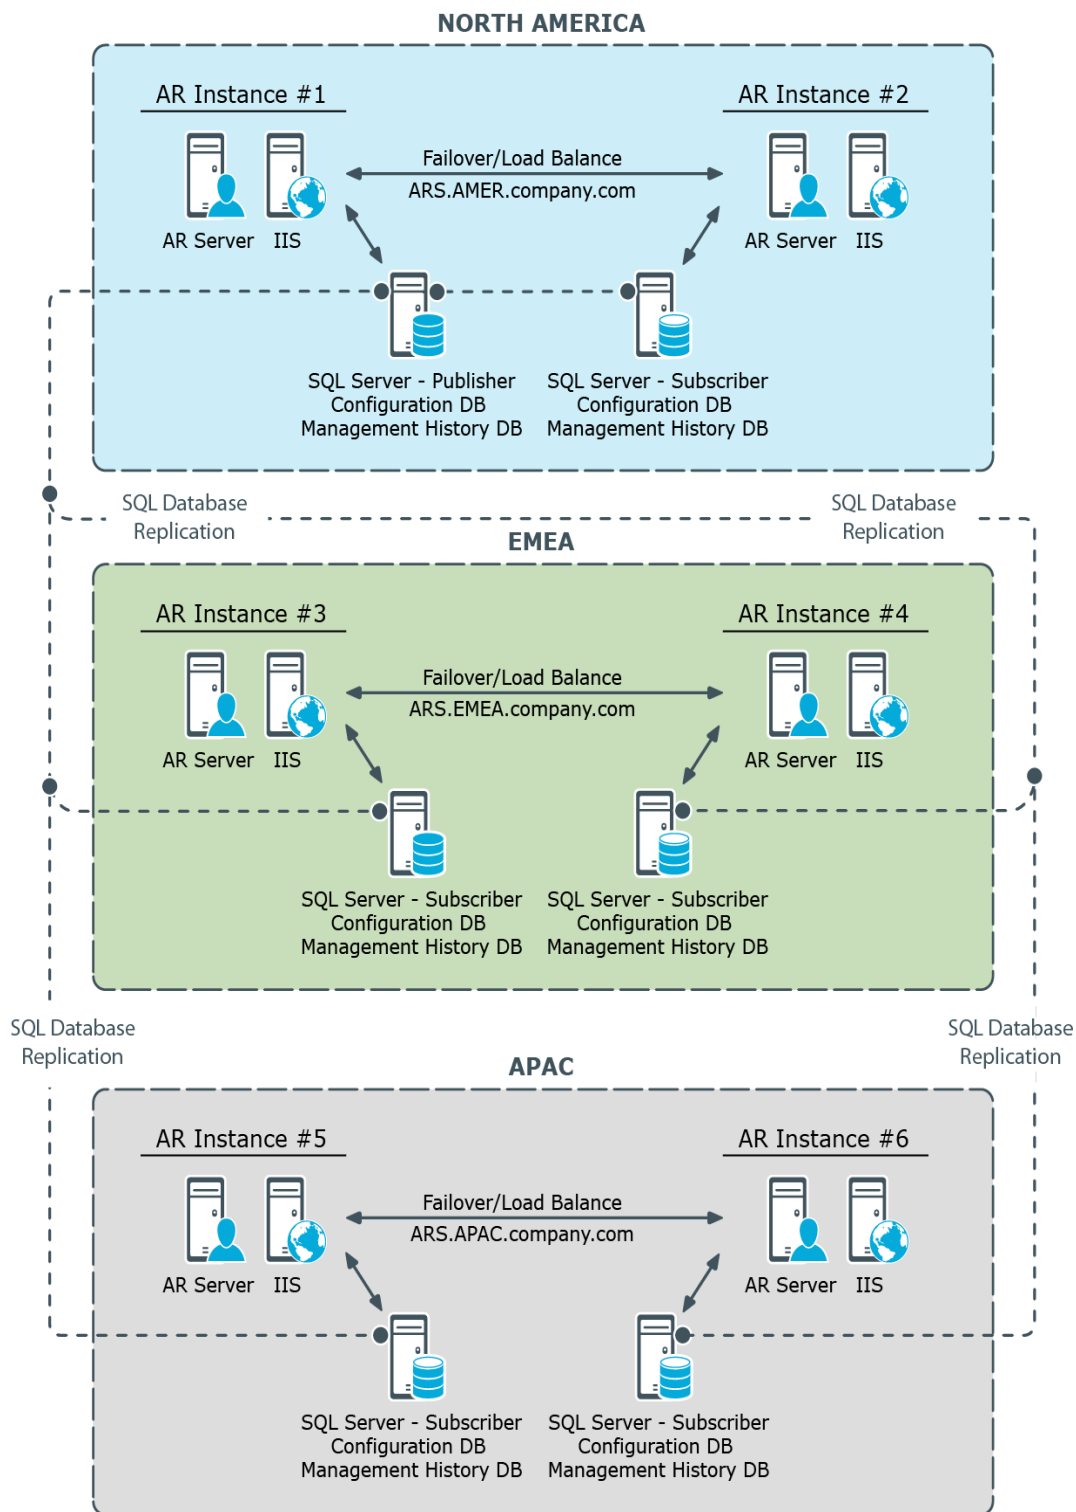 NORTH AMERICA
AR Instance #1
AR Instance #2
Failover/Load Balance
ARS.AMER.company.com
AR Server
IIS
AR Server
IIS
SQL Server - Publisher
Configuration DB
Management History DB
SQL Server - Subscriber
Configuration DB
Management History DB
SQL Database
Replication
SQL Database
Replication
EMEA
AR Instance #3
AR Instance #4
Failover/Load Balance
ARS.EMEA.company.com
AR Server
IIS
AR Server
IIS
SQL Server - Subscriber
Configuration DB
Management History DB
SQL Server - Subscriber
Configuration DB
Management History DB
SQL Database
Replication
SQL Database
Replication
APAC
AR Instance #5
AR Instance #6
Failover/Load Balance
ARS.APAC.company.com
AR Server
IIS
AR Server
IIS
SQL Server - Subscriber
Configuration DB
Management History DB
SQL Server - Subscriber
Configuration DB
Management History DB